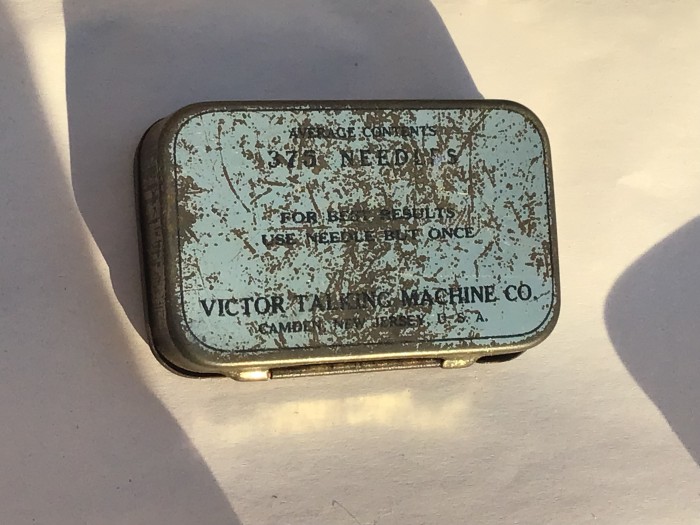 AVERAGE CONTENTS
375 NEEDLES
FOR BEST RESULTS
USE NEEDLE BUT ONCE
VICTOR TALKING MACHINE CO.
CAMDEN, NEW JERSEY, U. S. A.